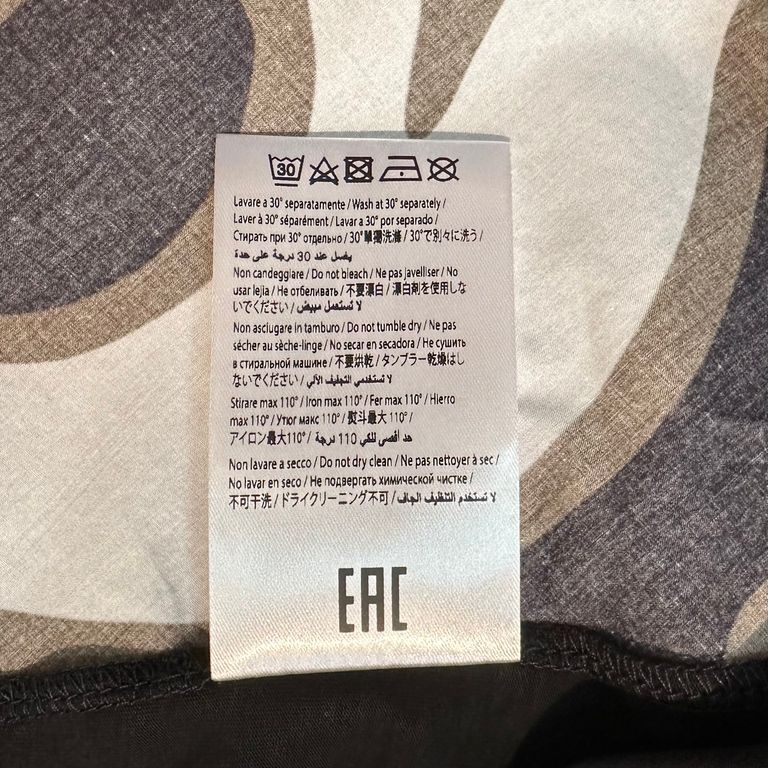 30
Lavare a 30° separatamente / Wash at 30° separately /
Laver à 30° séparément / Lavar a 30° por separado /
Стирать при 30° отдельно / 30°單獨洗滌 / 30°で別々に洗う /
يغسل عند 30 درجة على حدة
Non candeggiare / Do not bleach / Ne pas javelliser / No
usar lejia / Не отбеливать / 不要漂白 / 漂白剤を使用しな
いでください / لا تستعمل مبيض /
Non asciugare in tamburo / Do not tumble dry / Ne pas
sécher au sèche-linge / No secar en secadora / Не сушить
в стиральной машине / 不要烘乾 / タンブラー乾燥はし
ないでください / لا تستخدمي التجفيف الآلي /
Stirare max 110° / Iron max 110° / Fer max 110° / Hierro
max 110° / Утюг макс 110° / 熨斗最大 110° /
アイロン最大110° / حد أقصى للكي 110 درجة /
Non lavare a secco / Do not dry clean / Ne pas nettoyer à sec /
No lavar en seco / Не подвергать химической чистке /
不可干洗 / ドライクリーニング不可 / لا تستخدم التنظيف الجاف /
EAC